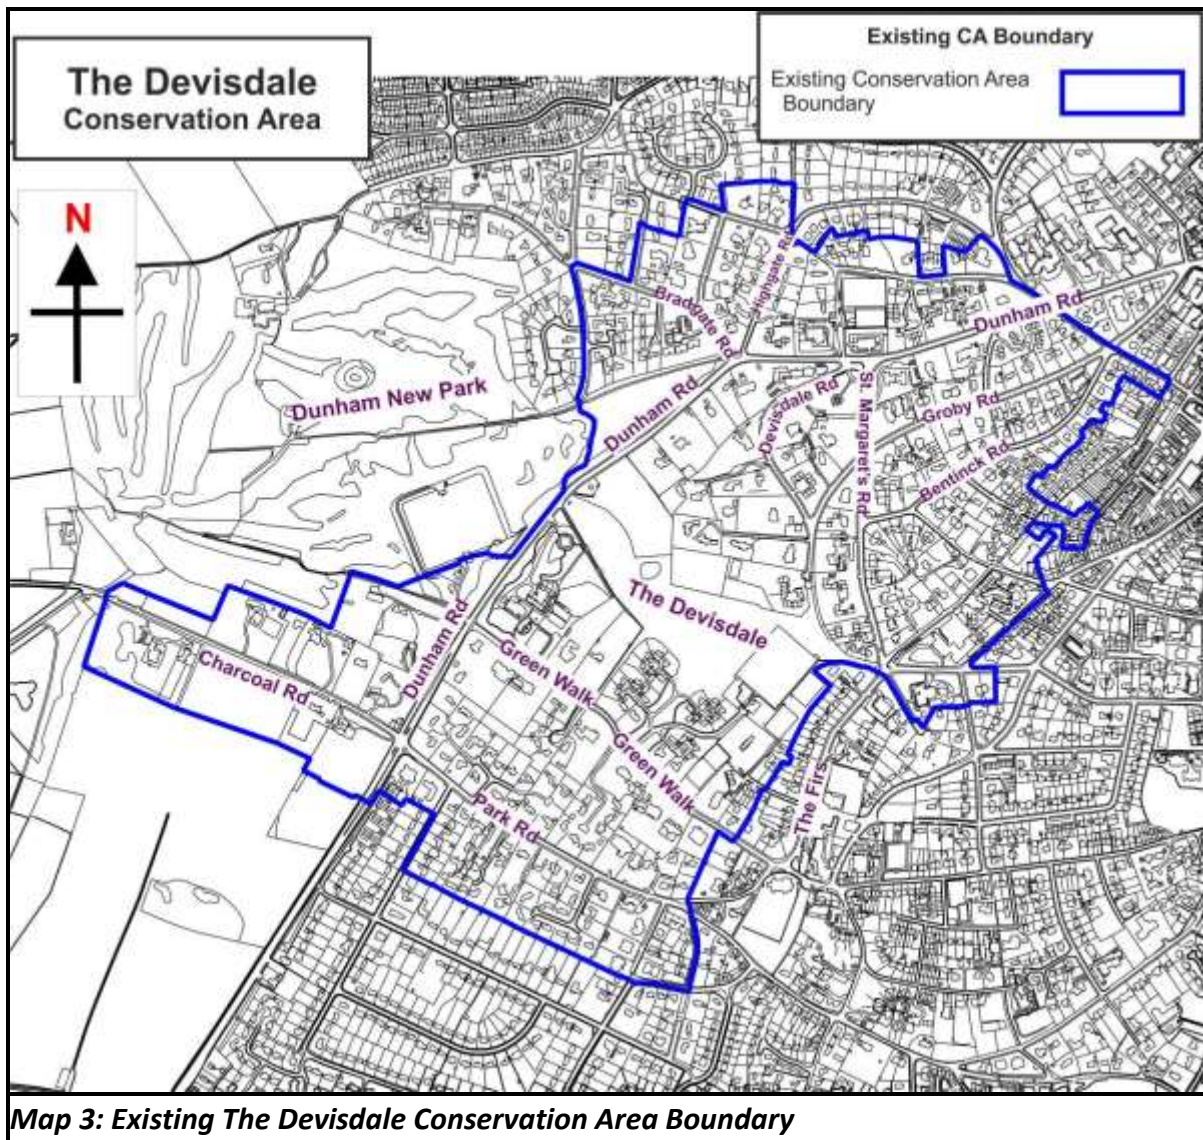 The Devisdale
Conservation Area
Existing CA Boundary
Existing Conservation Area
Boundary
N
Highgate Rd
Bradgate Rd
Dunham Rd
Dunham New Park
Dunham Rd
Devisdale Rd
St. Margaret's Rd
Groby Rd
Bentinck Rd
The Devisdale
Dunham Rd
Green Walk
Charcoal Rd
Green Walk
The Firs
Park Rd
Map 3: Existing The Devisdale Conservation Area Boundary